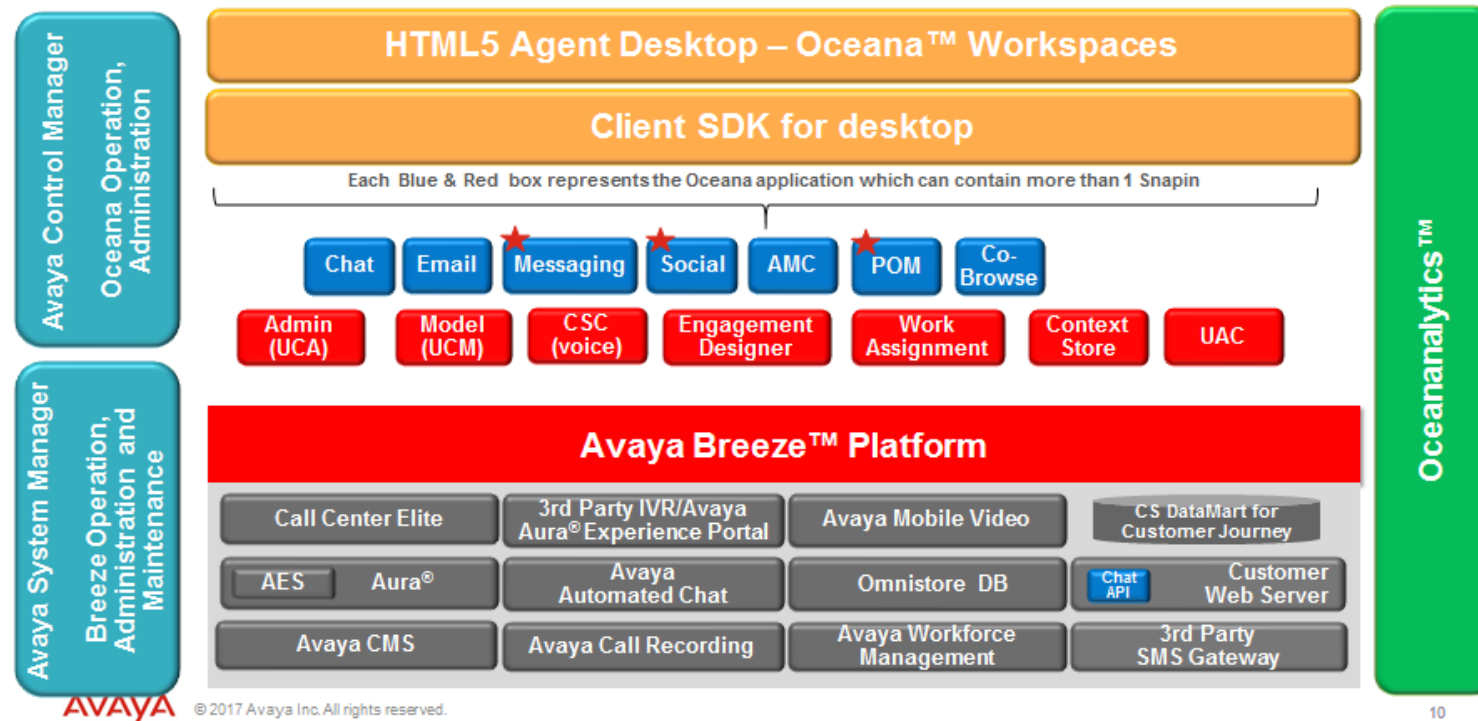 Avaya Control Manager
Oceana Operation,
Administration
HTML5 Agent Desktop – Oceana™ Workspaces
Client SDK for desktop
Each Blue & Red box represents the Oceana application which can contain more than 1 Snapin
Chat
Email
Messaging
Social
AMC
POM
Co-
Browse
Admin
(UCA)
Model
(UCM)
CSC
(voice)
Engagement
Designer
Work
Assignment
Context
Store
UAC
Oceananalytics™
Avaya System Manager
Breeze Operation,
Administration and
Maintenance
Avaya Breeze™ Platform
Call Center Elite
3rd Party IVR/Avaya
Aura® Experience Portal
Avaya Mobile Video
CS DataMart for
Customer Journey
AES
Aura®
Avaya
Automated Chat
Omnistore DB
Chat
API
Customer
Web Server
Avaya CMS
Avaya Call Recording
Avaya Workforce
Management
3rd Party
SMS Gateway
AVAYA
© 2017 Avaya Inc. All rights reserved.
10